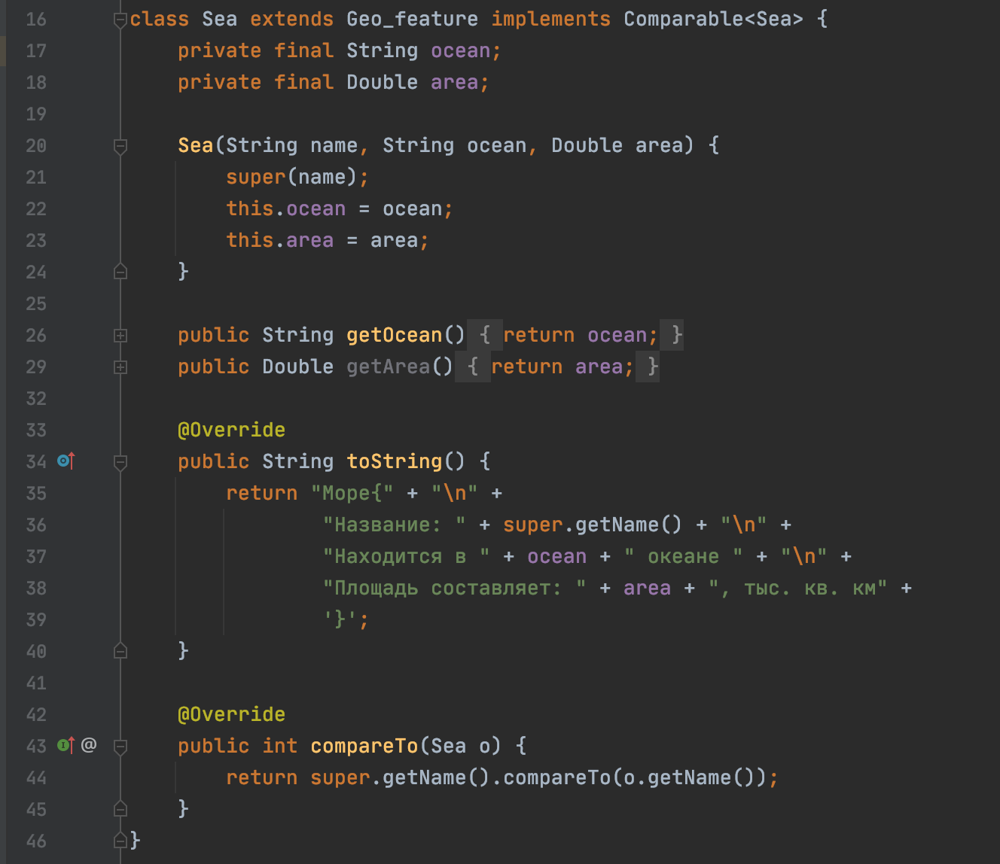 16 class Sea extends Geo_feature implements Comparable<Sea> {
17     private final String ocean;
18     private final Double area;
19
20     Sea(String name, String ocean, Double area) {
21         super(name);
22         this.ocean = ocean;
23         this.area = area;
24     }
25
26     public String getOcean() { return ocean; }
29     public Double getArea() { return area; }
32
33     @Override
34     public String toString() {
35         return "Море{" + "\n" +
36                 "Название: " + super.getName() + "\n" +
37                 "Находится в " + ocean + " океане " + "\n" +
38                 "Площадь составляет: " + area + ", тыс. кв. км" +
39                 '}';
40     }
41
42     @Override
43 @   public int compareTo(Sea o) {
44         return super.getName().compareTo(o.getName());
45     }
46 }